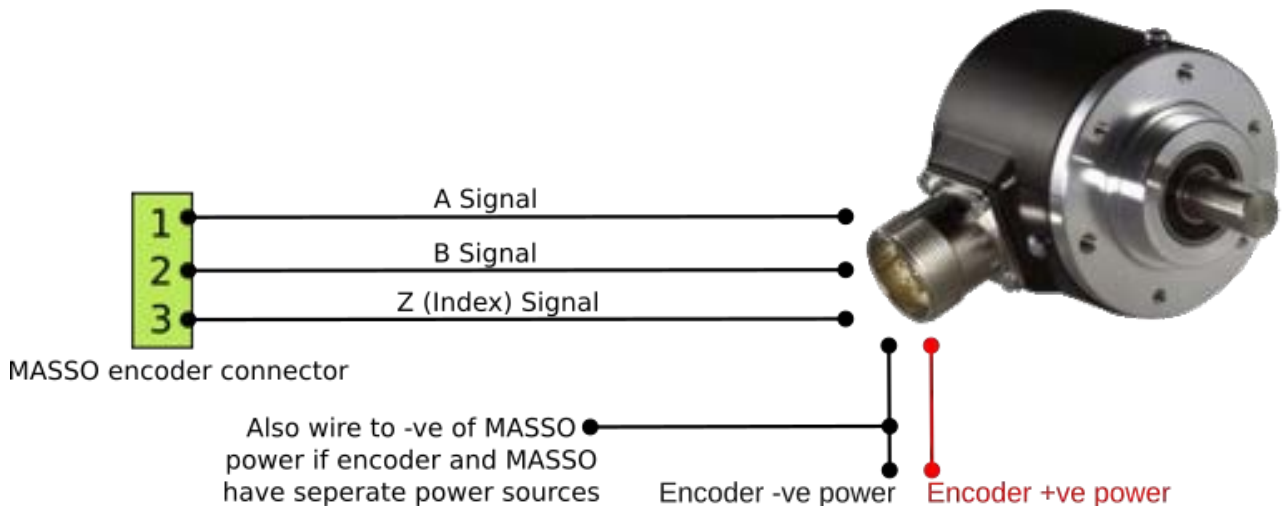 A Signal
1
B Signal
2
Z (Index) Signal
3
MASSO encoder connector
Also wire to -ve of MASSO
power if encoder and MASSO
have seperate power sources
Encoder -ve power
Encoder +ve power